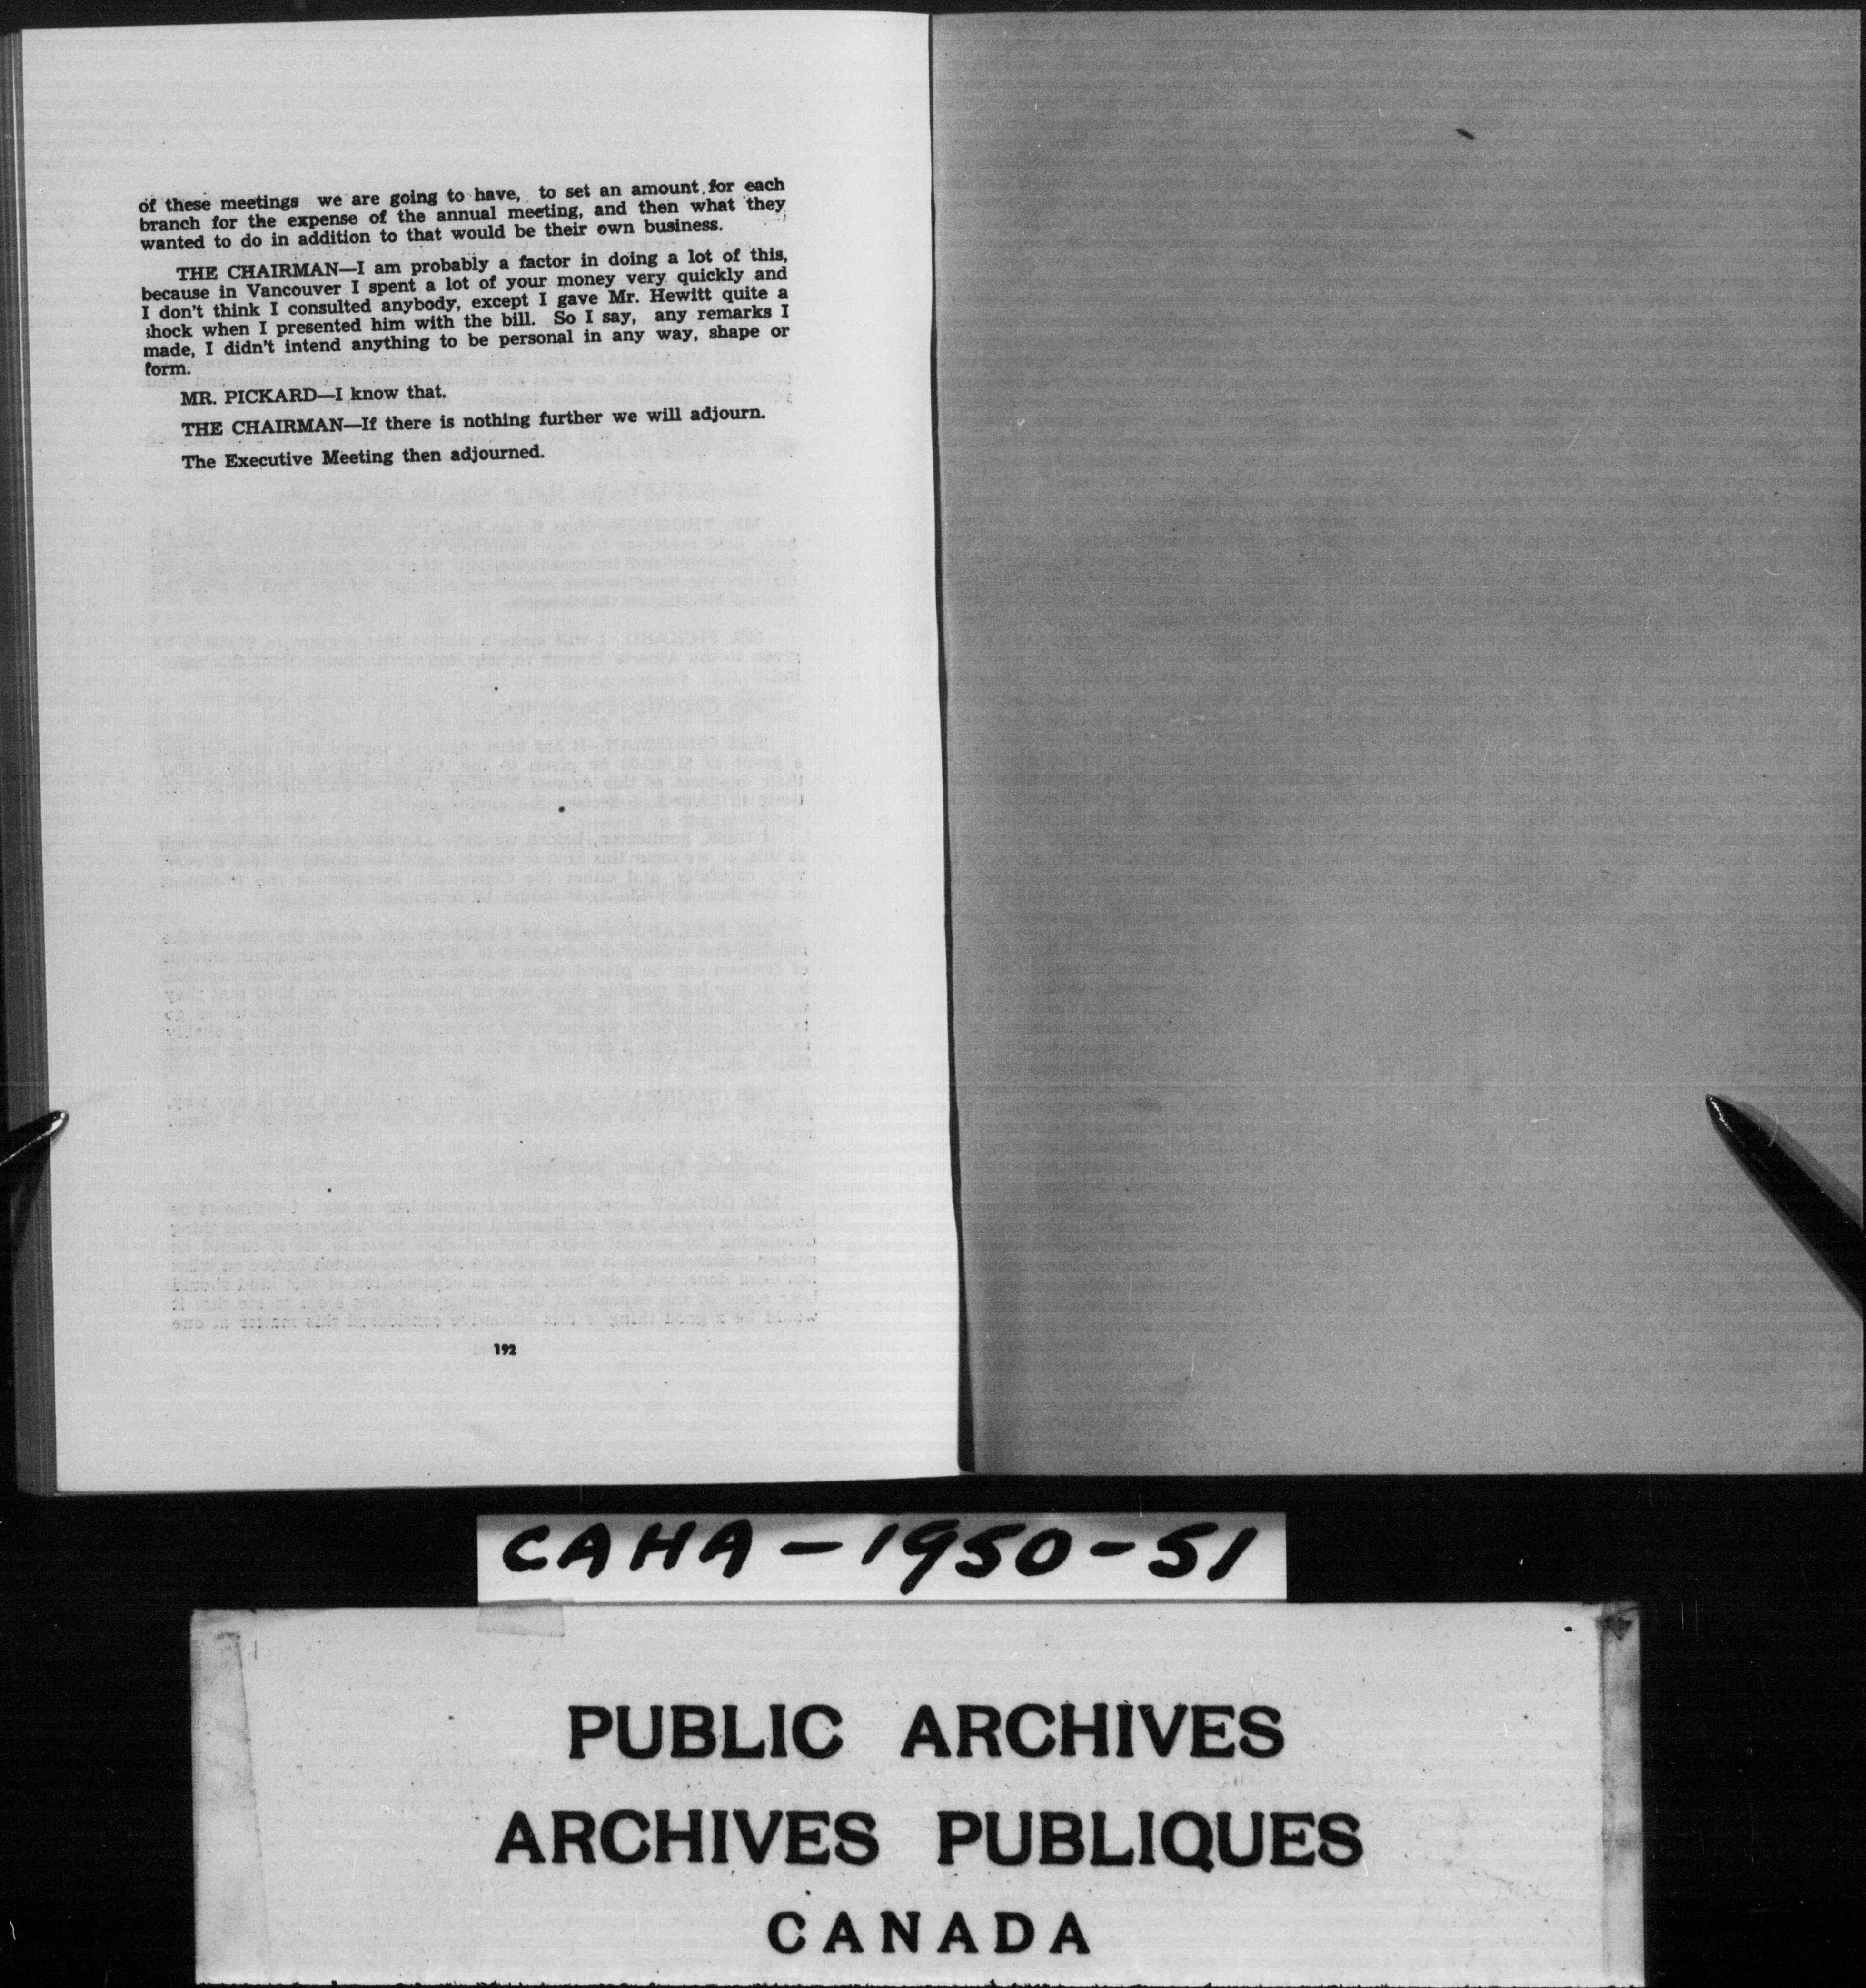 of these meetings we are going to have, to set an amount for each
branch for the expense of the annual meeting, and then what they
wanted to do in addition to that would be their own business.
THE CHAIRMAN—I am probably a factor in doing a lot of this,
because in Vancouver I spent a lot of your money very quickly and
I don't think I consulted anybody, except I gave Mr. Hewitt quite a
shock when I presented him with the bill. So I say, any remarks I
made, I didn't intend anything to be personal in any way, shape or
form.
MR. PICKARD—I know that.
THE CHAIRMAN—If there is nothing further we will adjourn.
The Executive Meeting then adjourned.
192
CAHA - 1950-51
PUBLIC ARCHIVES
ARCHIVES PUBLIQUES
CANADA